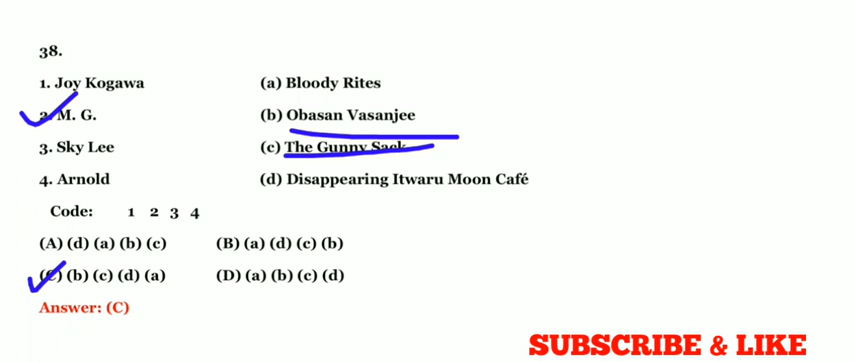 38.
1. Joy Kogawa (a) Bloody Rites
2. M. G. (b) Obasan Vasanjee
3. Sky Lee (c) The Gunny Sack
4. Arnold (d) Disappearing Itwaru Moon Café
Code: 1 2 3 4
(A) (d) (a) (b) (c) (B) (a) (d) (c) (b)
(C) (b) (c) (d) (a) (D) (a) (b) (c) (d)
Answer: (C)
SUBSCRIBE & LIKE